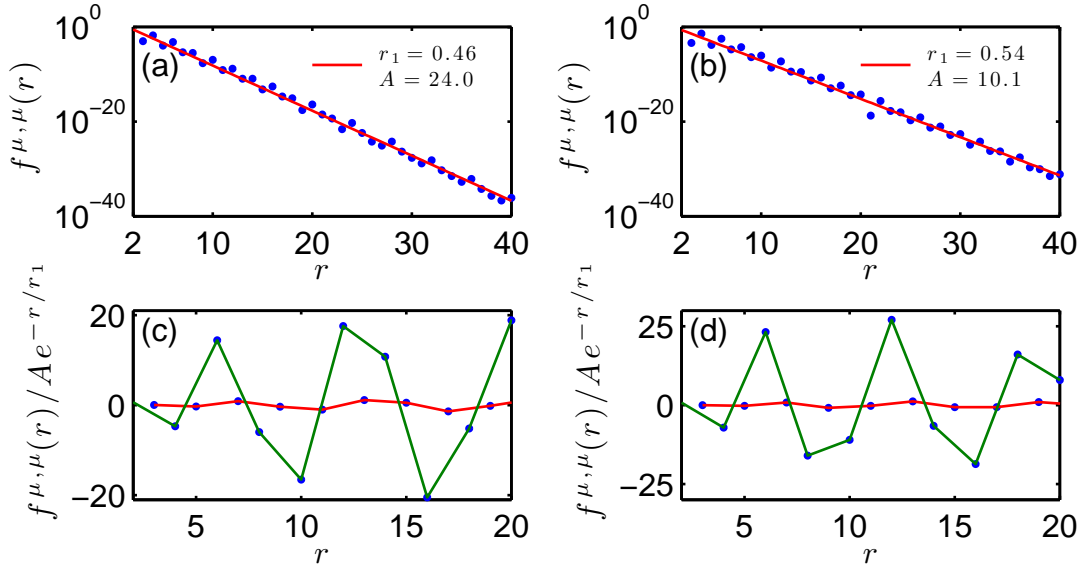 10^0
10^-20
10^-40
f^{μ,μ}(r)
(a)
r_1 = 0.46
A = 24.0
2 10 20 30 40
r
10^0
10^-20
10^-40
f^{μ,μ}(r)
(b)
r_1 = 0.54
A = 10.1
2 10 20 30 40
r
20
0
-20
f^{μ,μ}(r)/Ae^{-r/r_1}
(c)
5 10 15 20
r
25
0
-25
f^{μ,μ}(r)/Ae^{-r/r_1}
(d)
5 10 15 20
r